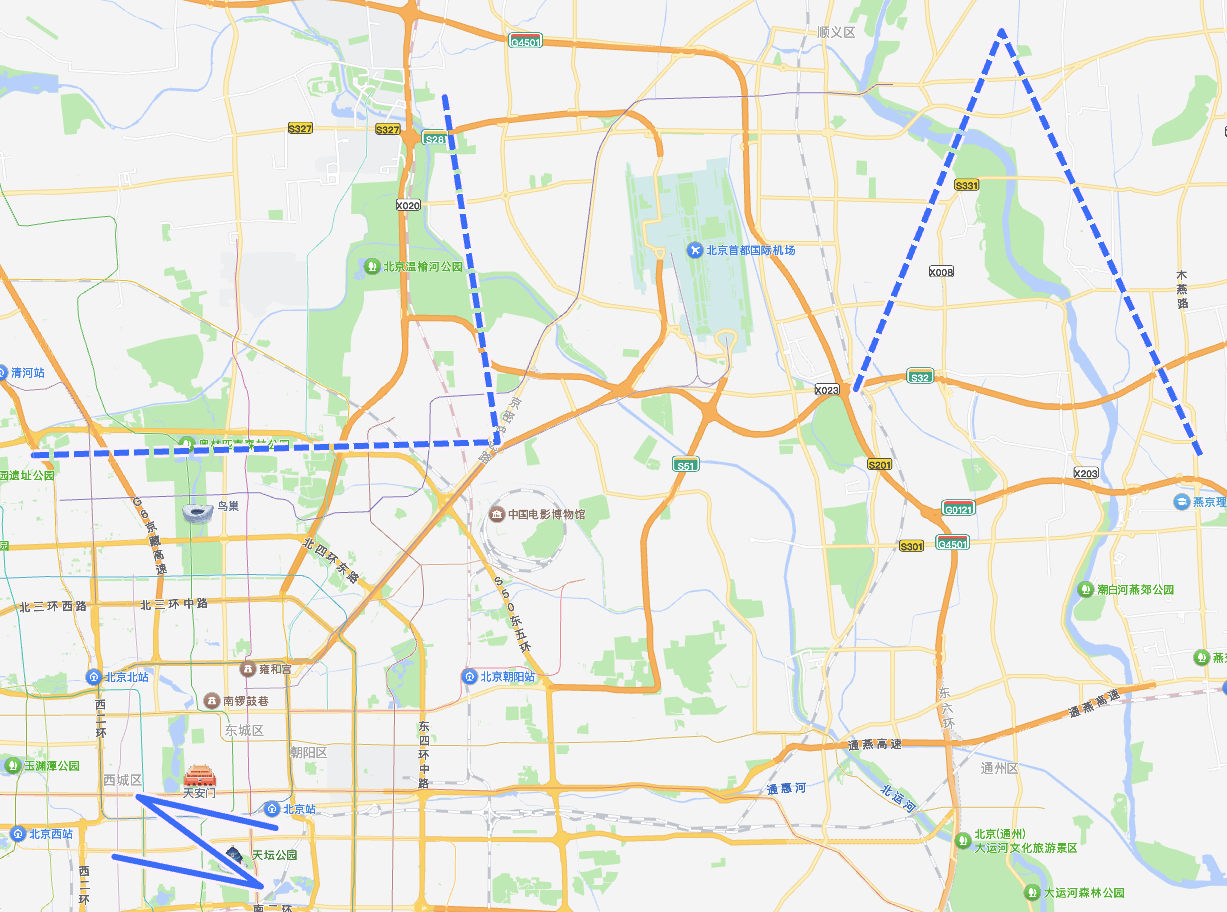 顺义区
G4501
S327
S327
S28
X020
S331
北京首都国际机场
北京温榆河公园
X008
木燕路
清河站
S32
X023
京密
园遗址公园
S51
S201
X203
G6京藏高速
鸟巢
中国电影博物馆
G0121
燕京理
北四环东路
S301
G4501
S50东五环
潮白河燕郊公园
北三环西路
北三环中路
雍和宫
北京北站
北京朝阳站
燕郊
南锣鼓巷
西二环
东城区
东四环中路
东六环
通燕高速
通燕高速
朝阳区
玉渊潭公园
西城区
天安门
通州区
通惠河
北运河
北京站
北京西站
北京(通州)
大运河文化旅游景区
天坛公园
西二环
大运河森林公园
南二环